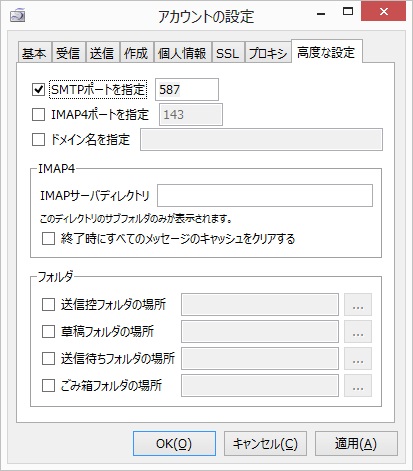 アカウントの設定
基本 受信 送信 作成 個人情報 SSL プロキシ 高度な設定
SMTPポートを指定 587
IMAP4ポートを指定 143
ドメイン名を指定
IMAP4
IMAPサーバディレクトリ
このディレクトリのサブフォルダのみが表示されます。
終了時にすべてのメッセージのキャッシュをクリアする
フォルダ
送信控フォルダの場所 ...
草稿フォルダの場所 ...
送信待ちフォルダの場所 ...
ごみ箱フォルダの場所 ...
OK(O) キャンセル(C) 適用(A)